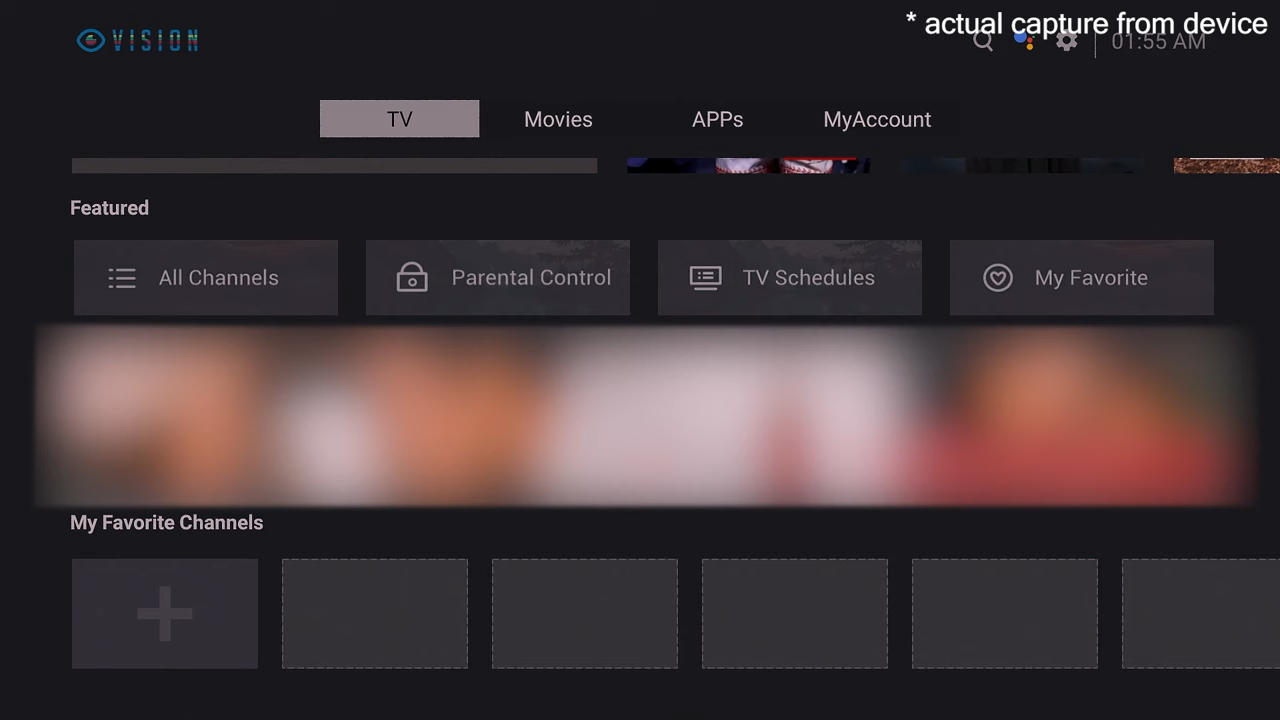 * actual capture from device
VISION
01:55 AM
TV
Movies
APPs
MyAccount
Featured
All Channels
Parental Control
TV Schedules
My Favorite
My Favorite Channels